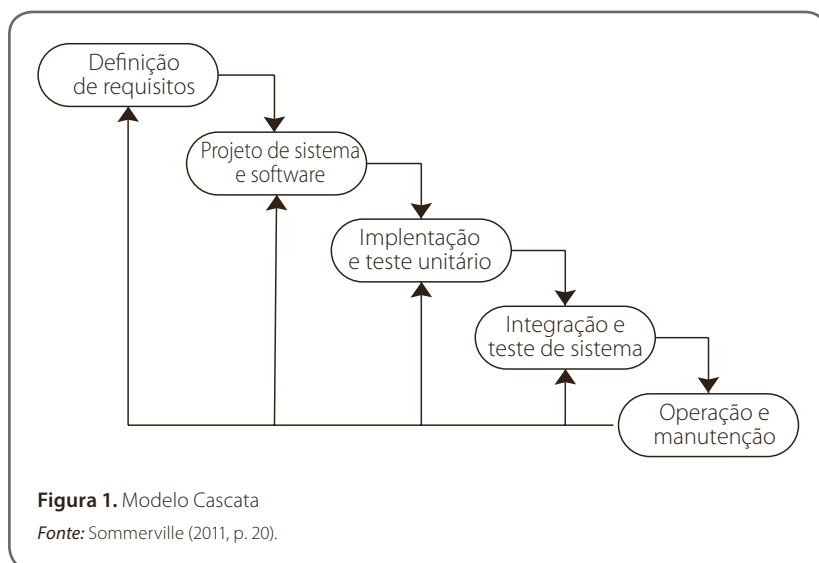 Definição
de requisitos
Projeto de sistema
e software
Implentação
e teste unitário
Integração e
teste de sistema
Operação e
manutenção
Figura 1. Modelo Cascata
Fonte: Sommerville (2011, p. 20).